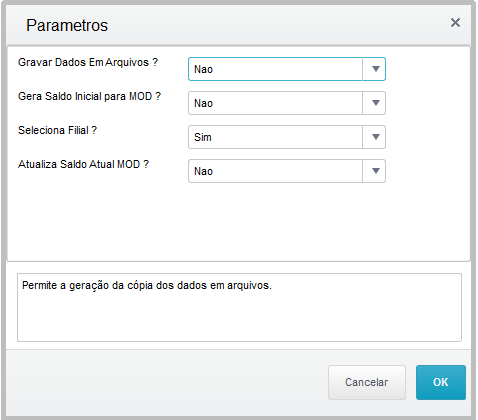 Parametros
Gravar Dados Em Arquivos ? Nao
Gera Saldo Inicial para MOD ? Nao
Seleciona Filial ? Sim
Atualiza Saldo Atual MOD ? Nao
Permite a geração da cópia dos dados em arquivos.
Cancelar OK